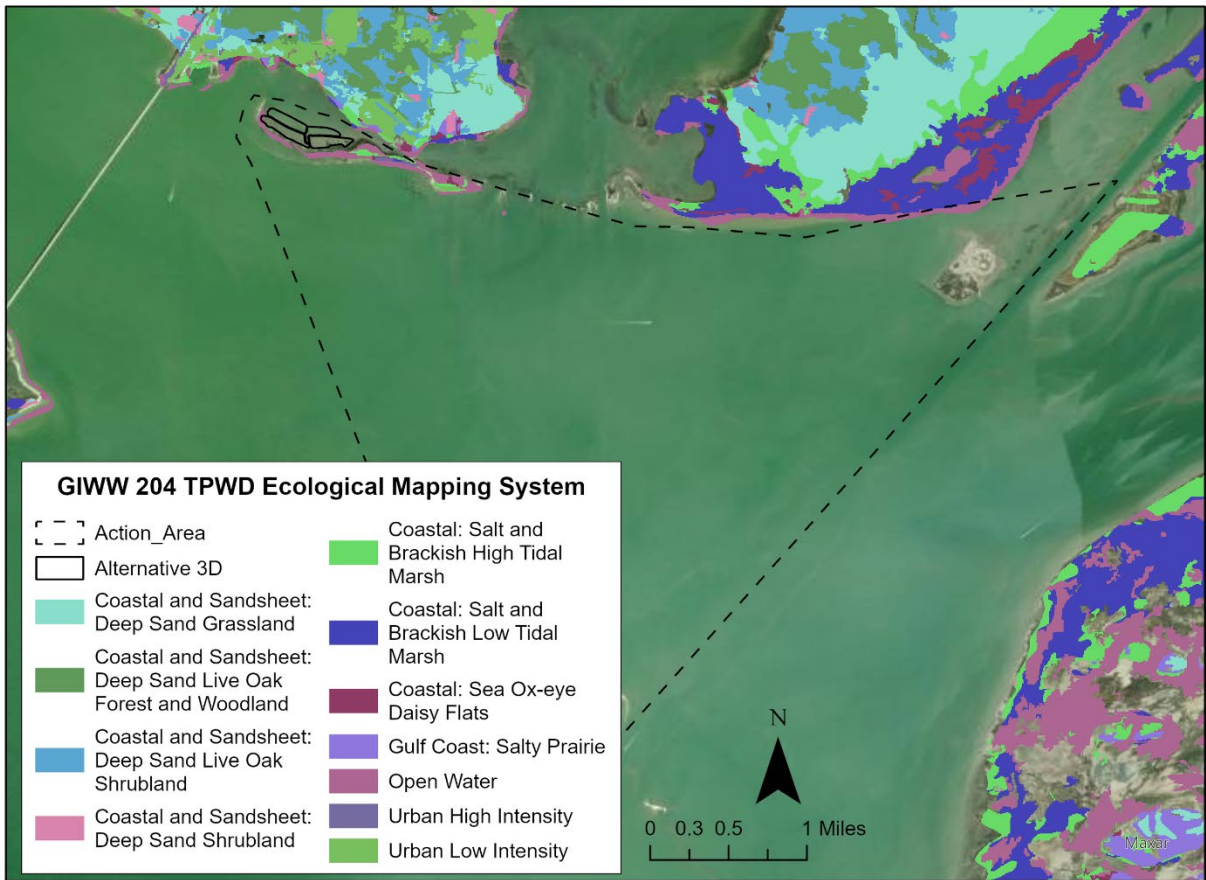 GIWW 204 TPWD Ecological Mapping System
Action_Area
Alternative 3D
Coastal and Sandsheet:
Deep Sand Grassland
Coastal and Sandsheet:
Deep Sand Live Oak
Forest and Woodland
Coastal and Sandsheet:
Deep Sand Live Oak
Shrubland
Coastal and Sandsheet:
Deep Sand Shrubland
Coastal: Salt and
Brackish High Tidal
Marsh
Coastal: Salt and
Brackish Low Tidal
Marsh
Coastal: Sea Ox-eye
Daisy Flats
Gulf Coast: Salty Prairie
Open Water
Urban High Intensity
Urban Low Intensity
N
0 0.3 0.5 1 Miles
Maxar